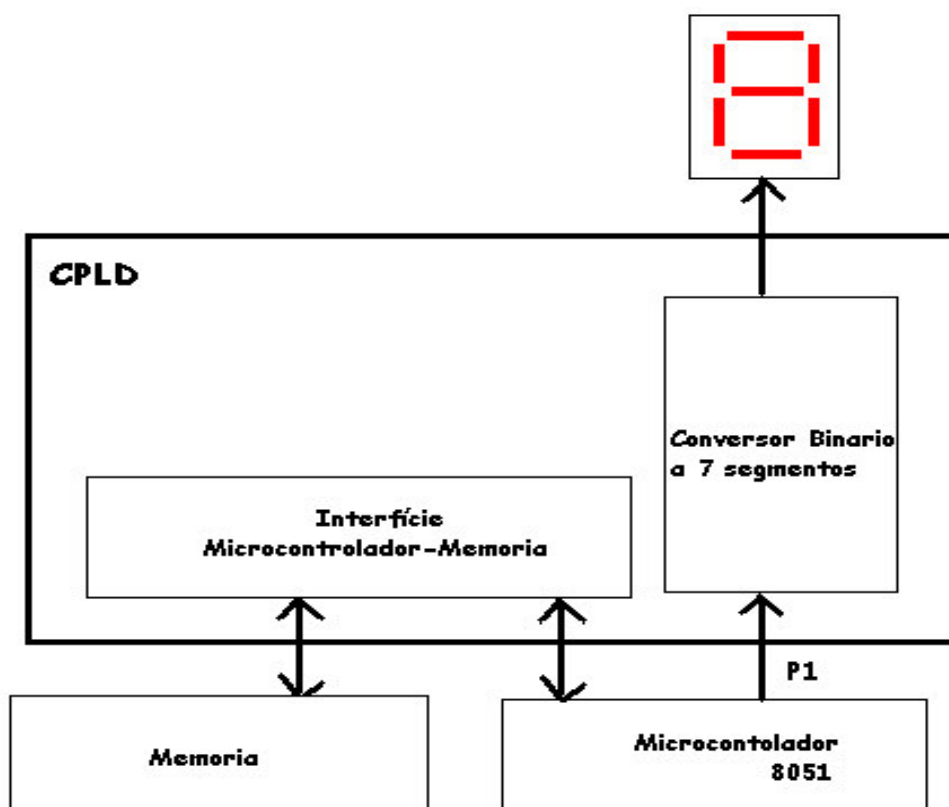 CPLD
Conversor Binario
a 7 segmentos
Interfície
Microcontrolador-Memoria
P1
Memoria
Microcontolador
8051